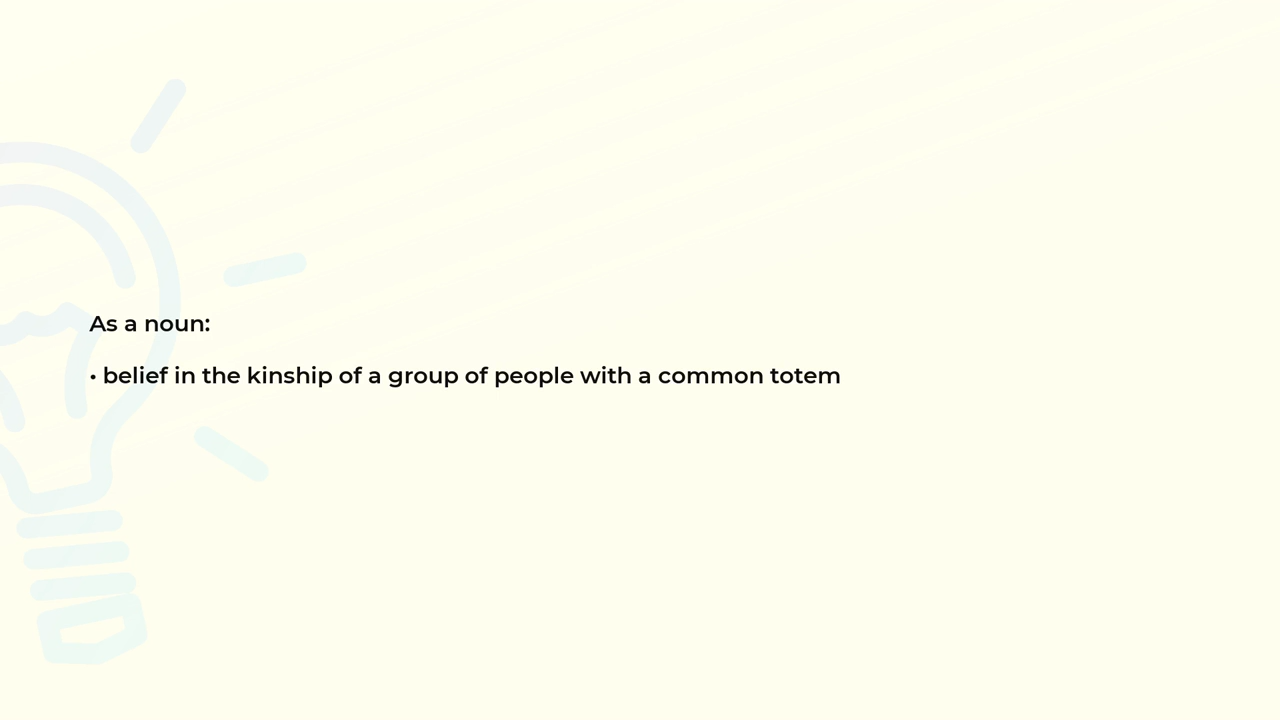 As a noun:
• belief in the kinship of a group of people with a common totem